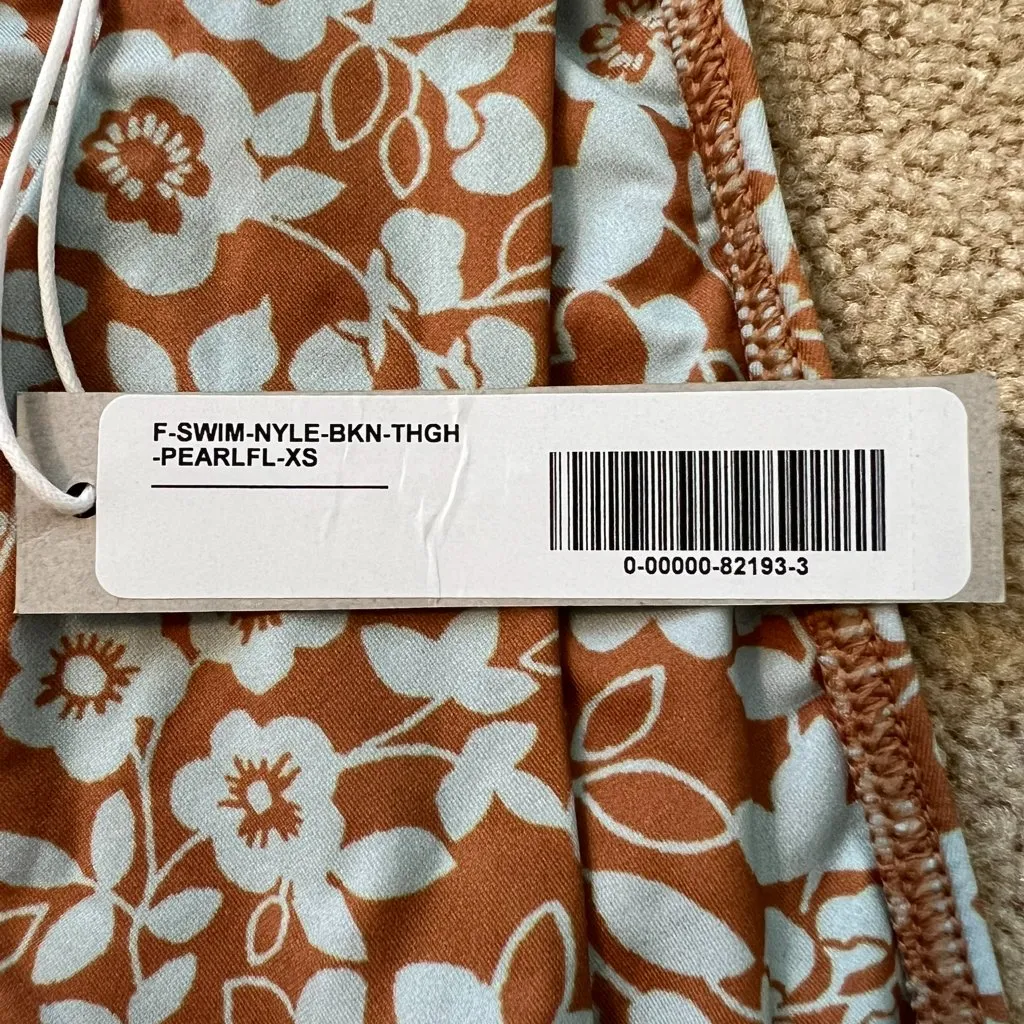 F-SWIM-NYLE-BKN-THGH
-PEARLFL-XS
0-00000-82193-3